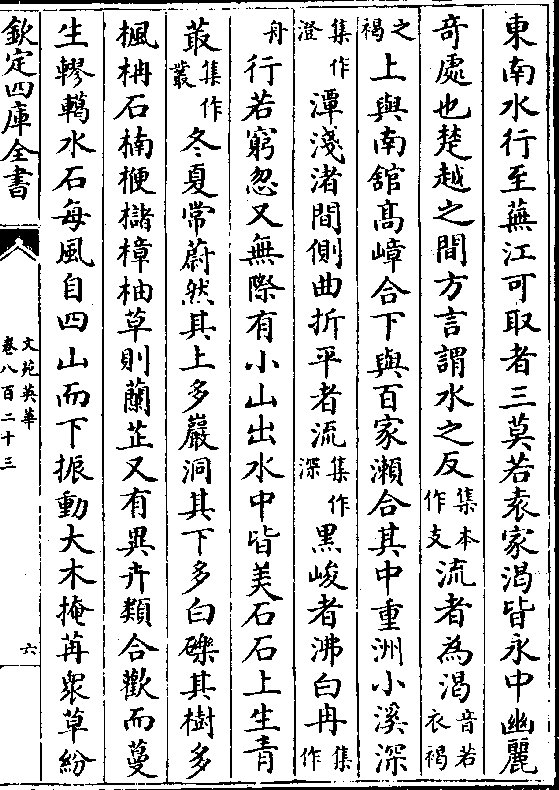 東南水行至蕪江可取者三莫若袁家渴皆永中幽麗
奇處也楚越之間方言謂水之反集本作支流者為渴音若衣褐
之褐上與南舘髙嶂合下與百家瀨合其中重洲小溪深
集作澄潭淺渚間側曲折平者流集作深黒峻者沸白冉集作
舟行若窮忽又無際有小山出水中皆美石石上生青
叢集作叢冬夏常蔚然其上多巖洞其下多白礫其樹多
楓柟石楠楩櫧樟柚草則蘭芷又有異卉類合歡而蔓
生轇轕水石每風自四山而下振動大木掩苒衆草紛
欽定四庫全書
文苑英華
卷八百二十三
六